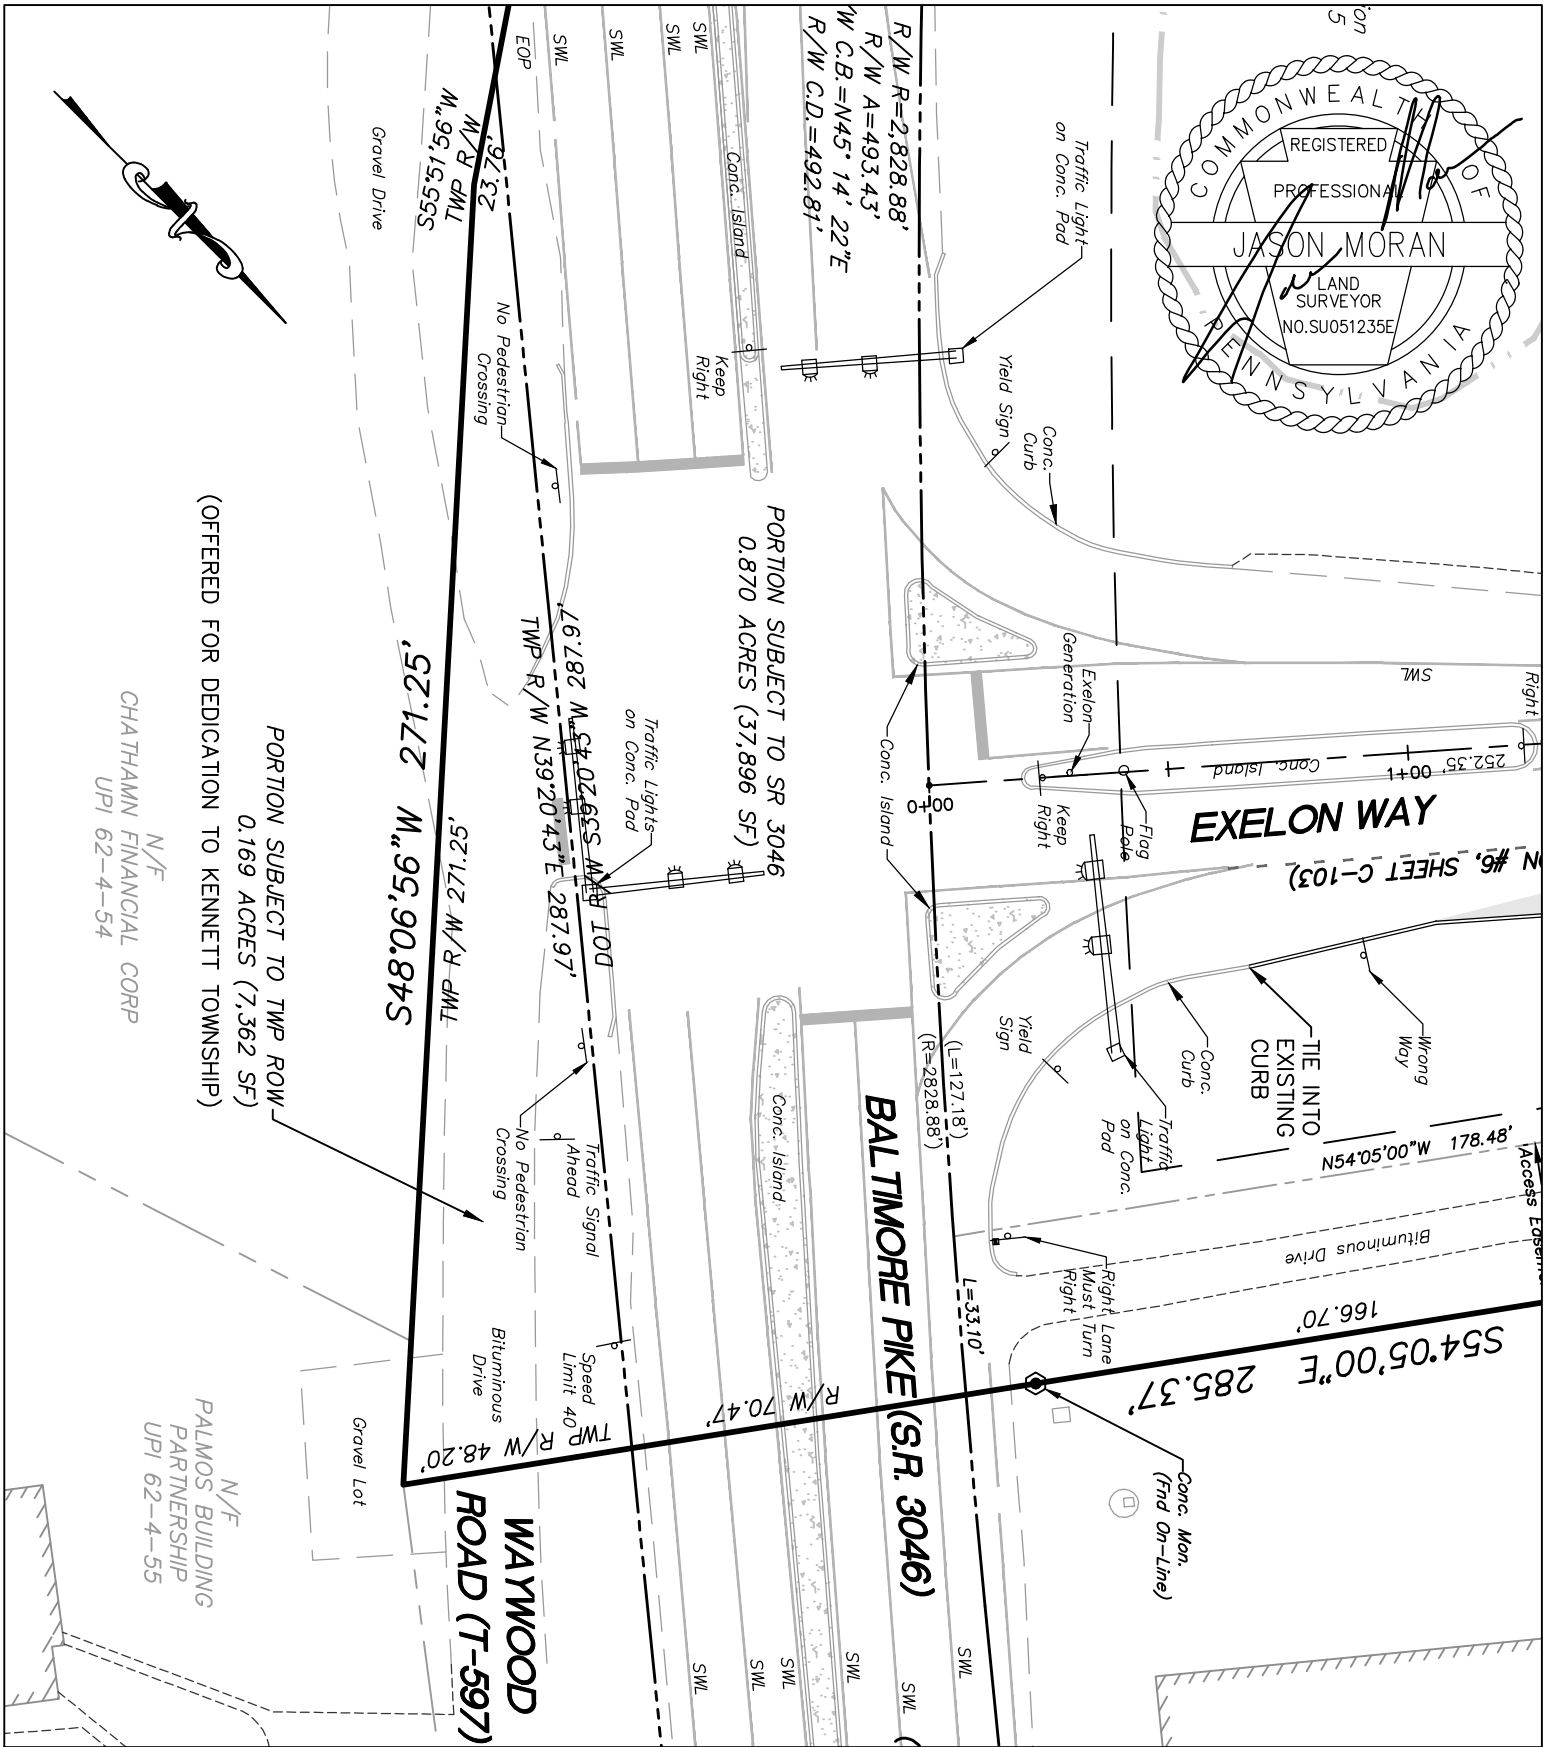 ion
5
COMMONWEALTH OF
PENNSYLVANIA
REGISTERED
PROFESSIONAL
JASON MORAN
LAND
SURVEYOR
NO.SU051235E
R/W R=2,828.88'
R/W A=493.43'
/W C.B.=N45° 14' 22"E
R/W C.D.=492.81'
Traffic Light
on Conc. Pad
SWL
SWL
SWL
SWL
EOP
Conc. Island
S55°51'56"W
TWP R/W
23.76'
Gravel Drive
No Pedestrian
Crossing
Keep
Right
Yield Sign
Conc.
Curb
PORTION SUBJECT TO SR 3046
0.870 ACRES (37,896 SF)
Exelon
Generation
SWL
Right
Conc. Island
1+00
252.35'
0+00
Keep
Right
Flag
Pole
Conc. Island
EXELON WAY
ON #6, SHEET C-103)
DOT R/W S39°20'43"W 287.97'
TWP R/W N39°20'43"E 287.97'
Traffic Lights
on Conc. Pad
S48°06'59"W 271.25'
TWP R/W 271.25'
PORTION SUBJECT TO TWP ROW
0.169 ACRES (7,362 SF)
(OFFERED FOR DEDICATION TO KENNETT TOWNSHIP)
N/F
CHATHAMN FINANCIAL CORP
UPI 62-4-54
Wrong
Way
TIE INTO
EXISTING
CURB
Conc.
Curb
Traffic
Light
on Conc.
Pad
Yield
Sign
(L=127.18')
(R=2828.88')
N54°05'00"W 178.48'
Access Easeme
Bituminous Drive
Right Lane
Must Turn
Right
L=33.10'
166.70'
S54°05'00"E 285.37'
BALTIMORE PIKE (S.R. 3046)
Conc. Island
No Pedestrian
Crossing
Traffic Signal
Ahead
Speed
Limit 40
Bituminous
Drive
R/W 70.47'
TWP R/W 48.20'
Conc. Mon.
(Fnd On-Line)
Gravel Lot
WAYWOOD
ROAD (T-597)
N/F
PALMOS BUILDING
PARTNERSHIP
UPI 62-4-55
SWL
SWL
SWL
SWL
SWL
SWL
(